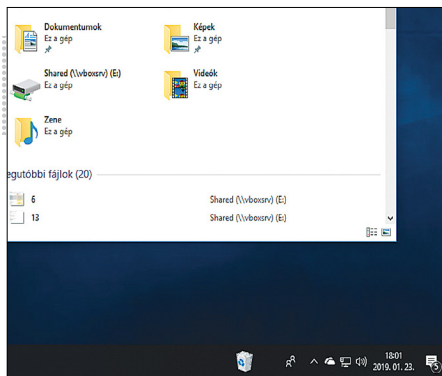 Dokumentumok
Ez a gép
Képek
Ez a gép
Shared (\\vboxsrv) (E:)
Ez a gép
Videók
Ez a gép
Zene
Ez a gép
egutóbbi fájlok (20)
6 Shared (\\vboxsrv) (E:)
13 Shared (\\vboxsrv) (E:)
18:01
2019. 01. 23.
5